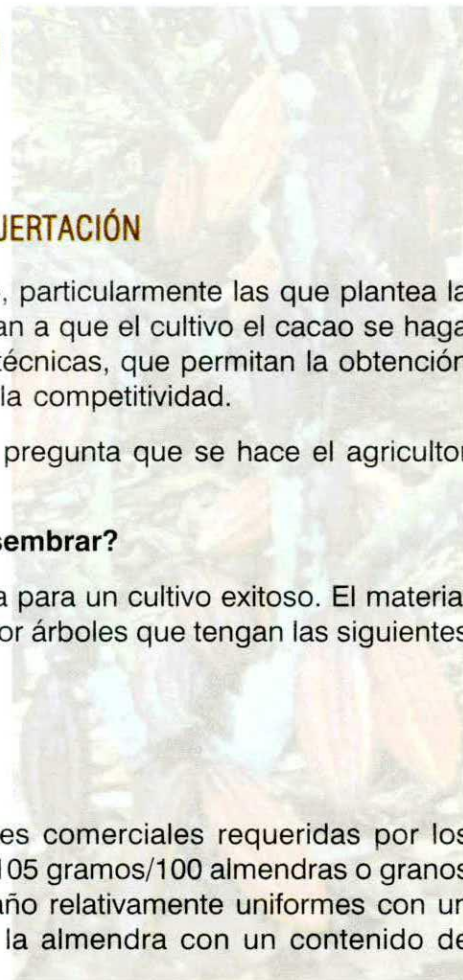 JERTACIÓN
, particularmente las que plantea la
an a que el cultivo el cacao se haga
técnicas, que permitan la obtención
la competitividad.
pregunta que se hace el agricultor
sembrar?
a para un cultivo exitoso. El material
or árboles que tengan las siguientes
es comerciales requeridas por los
105 gramos/100 almendras o granos
año relativamente uniformes con un
la almendra con un contenido de